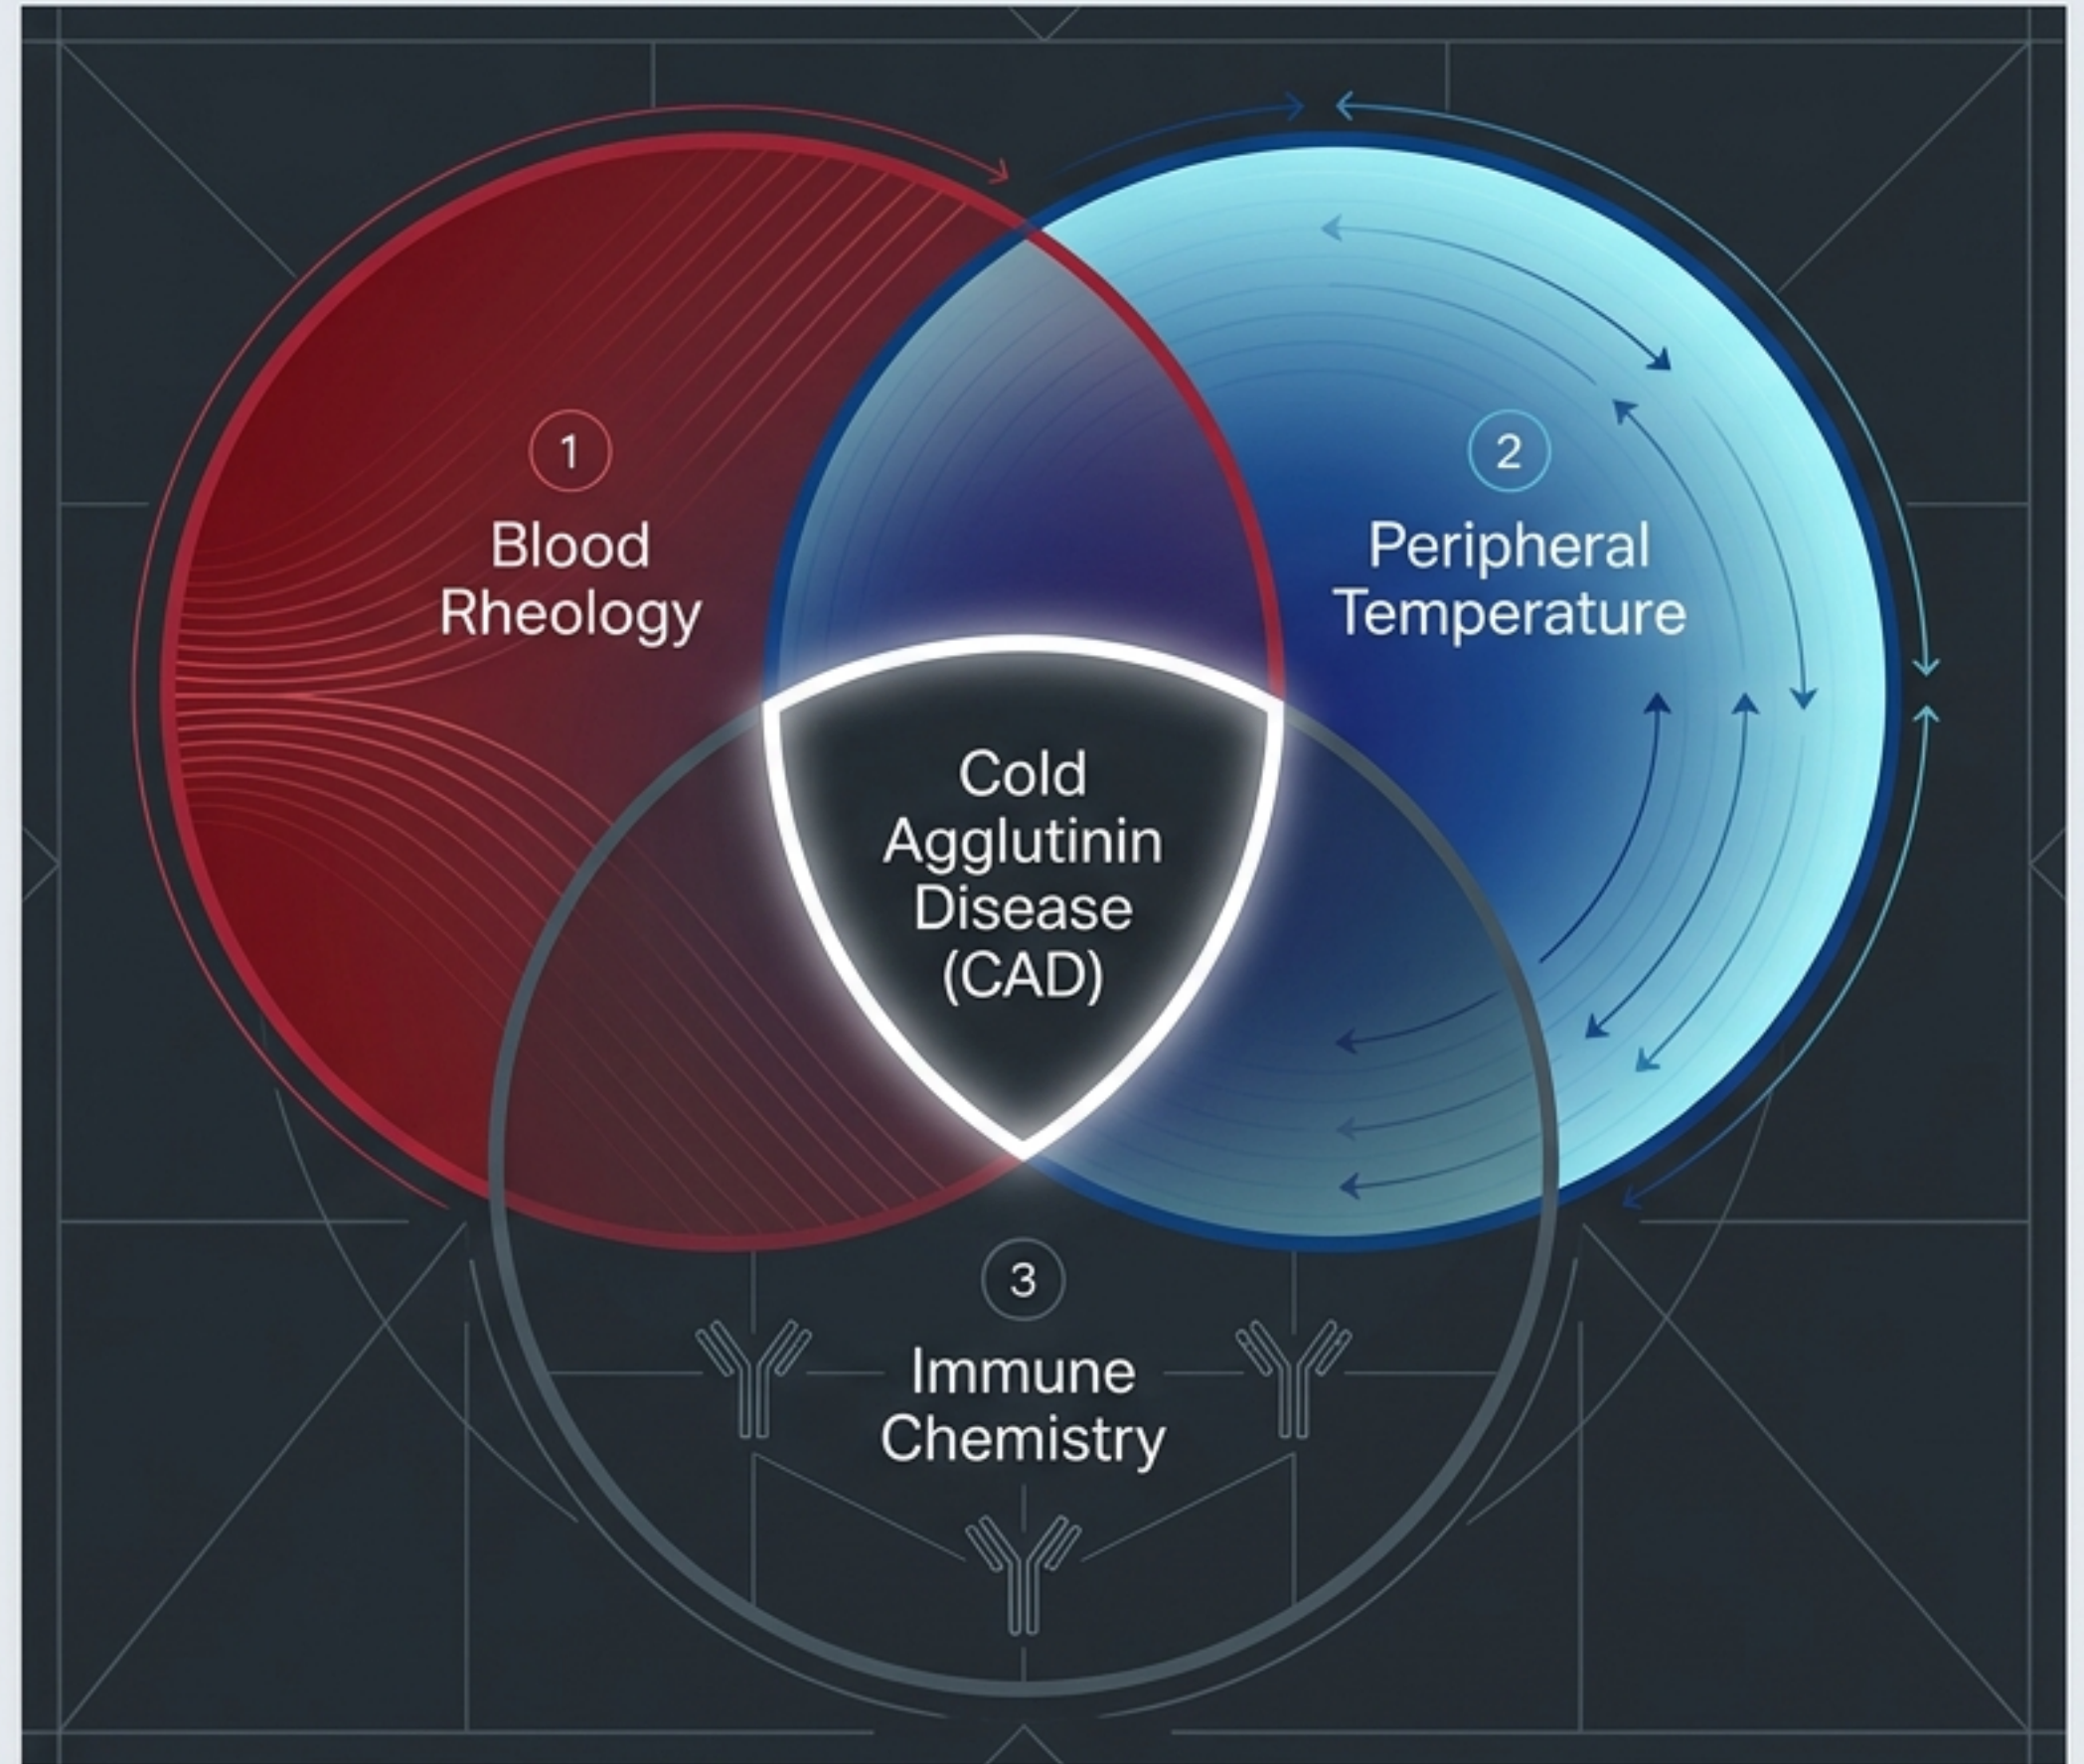 1
Blood
Rheology
2
Peripheral
Temperature
Cold
Agglutinin
Disease
(CAD)
3
Immune
Chemistry